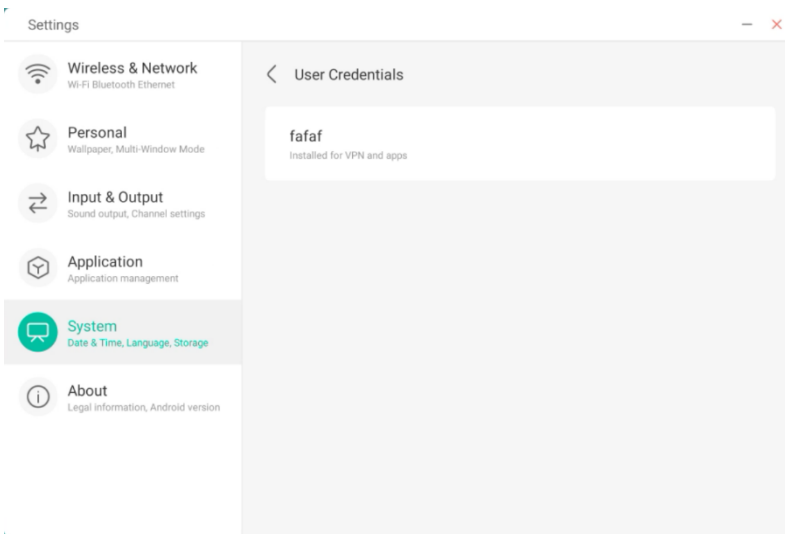 Settings
Wireless & Network
Wi-Fi Bluetooth Ethernet
Personal
Wallpaper, Multi-Window Mode
Input & Output
Sound output, Channel settings
Application
Application management
System
Date & Time, Language, Storage
About
Legal information, Android version
User Credentials
fafaf
Installed for VPN and apps